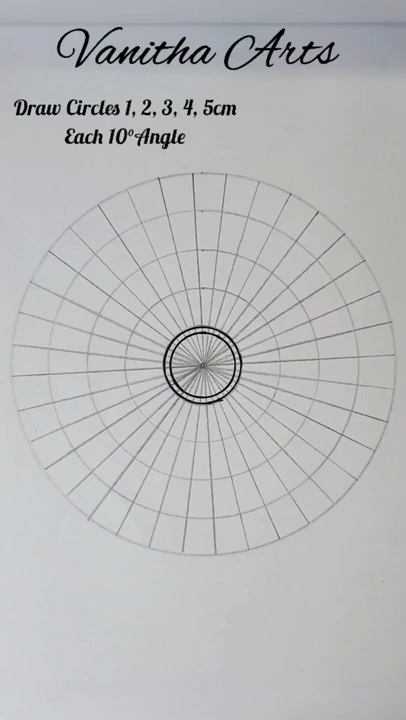 Vanitha Arts
Draw Circles 1, 2, 3, 4, 5cm
Each 10° Angle